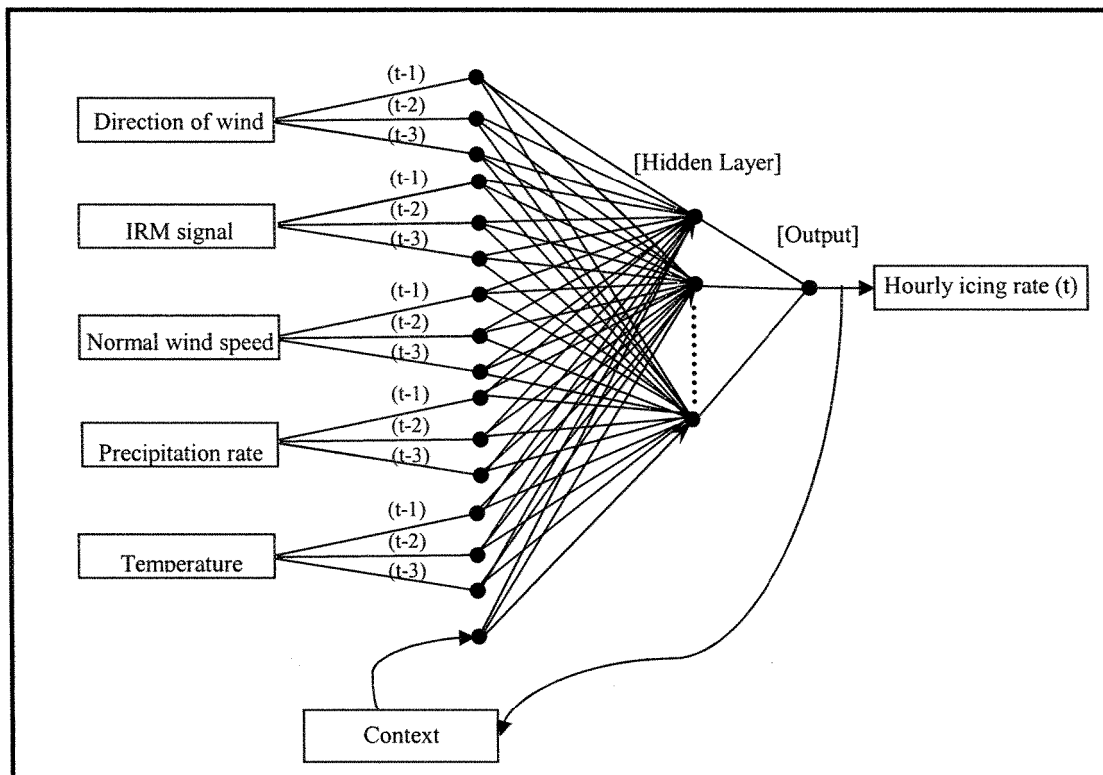 (t-1)
Direction of wind
(t-2)
(t-3)
[Hidden Layer]
(t-1)
IRM signal
(t-2)
(t-3)
[Output]
Hourly icing rate (t)
(t-1)
Normal wind speed
(t-2)
(t-3)
(t-1)
Precipitation rate
(t-2)
(t-3)
(t-1)
Temperature
(t-2)
(t-3)
Context